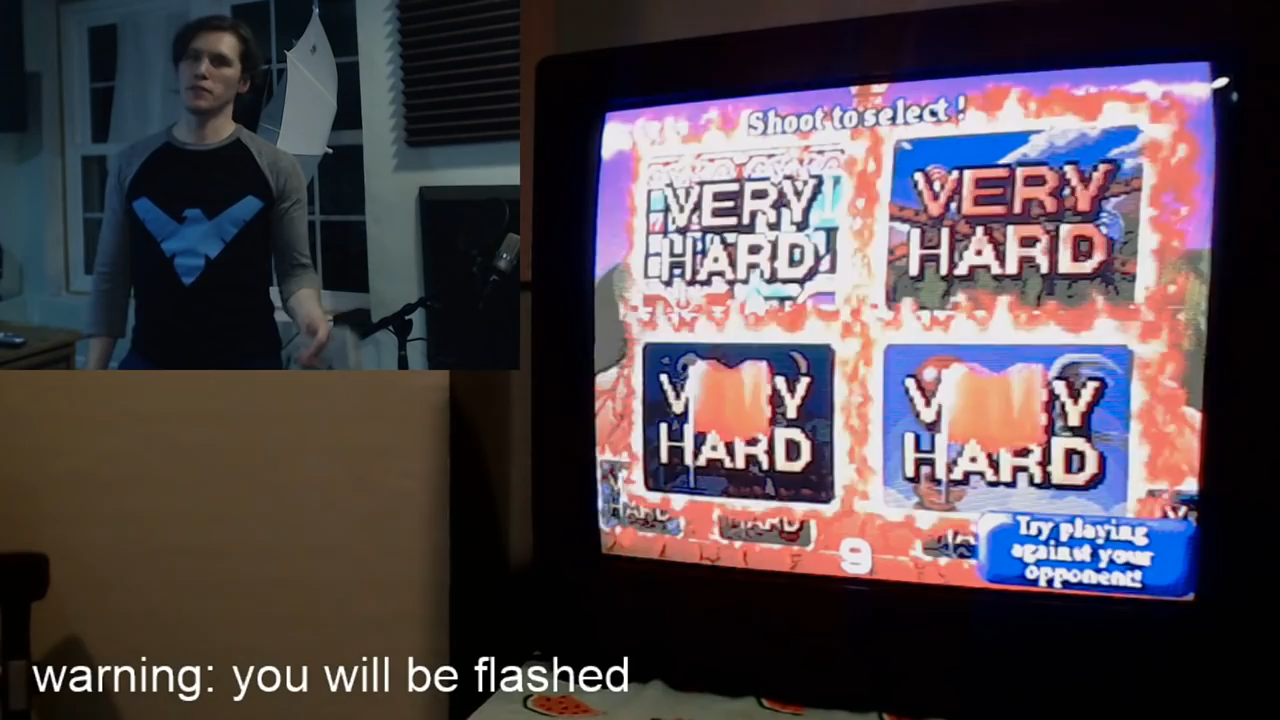 Shoot to select !
VERY
HARD
VERY
HARD
HARD
HARD
HARD
9
Try playing
against your
opponent!
warning: you will be flashed